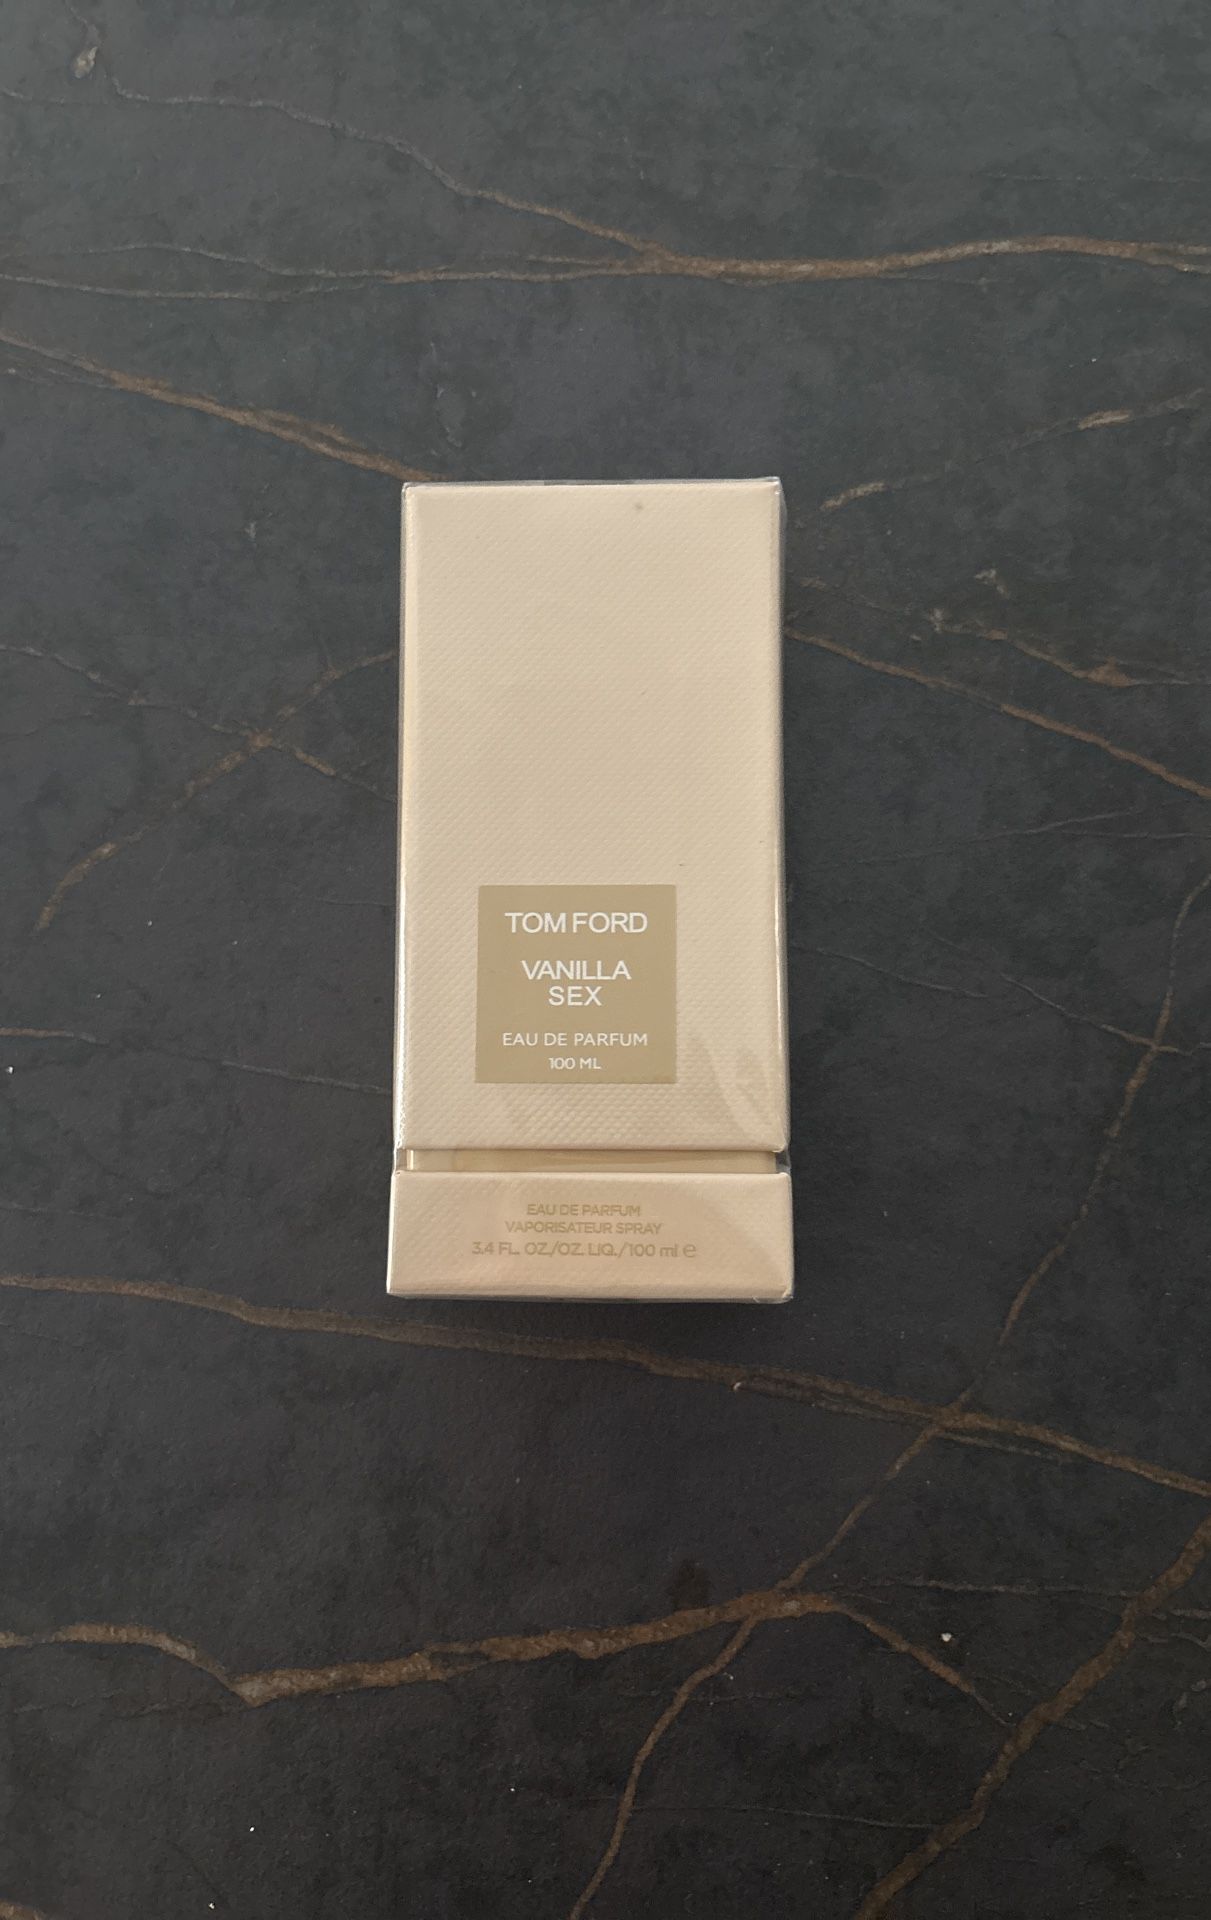 TOM FORD
VANILLA
SEX
EAU DE PARFUM
100 ML
EAU DE PARFUM
VAPORISATEUR SPRAY
3.4 FL. OZ./OZ. LIQ./100 ml ℮